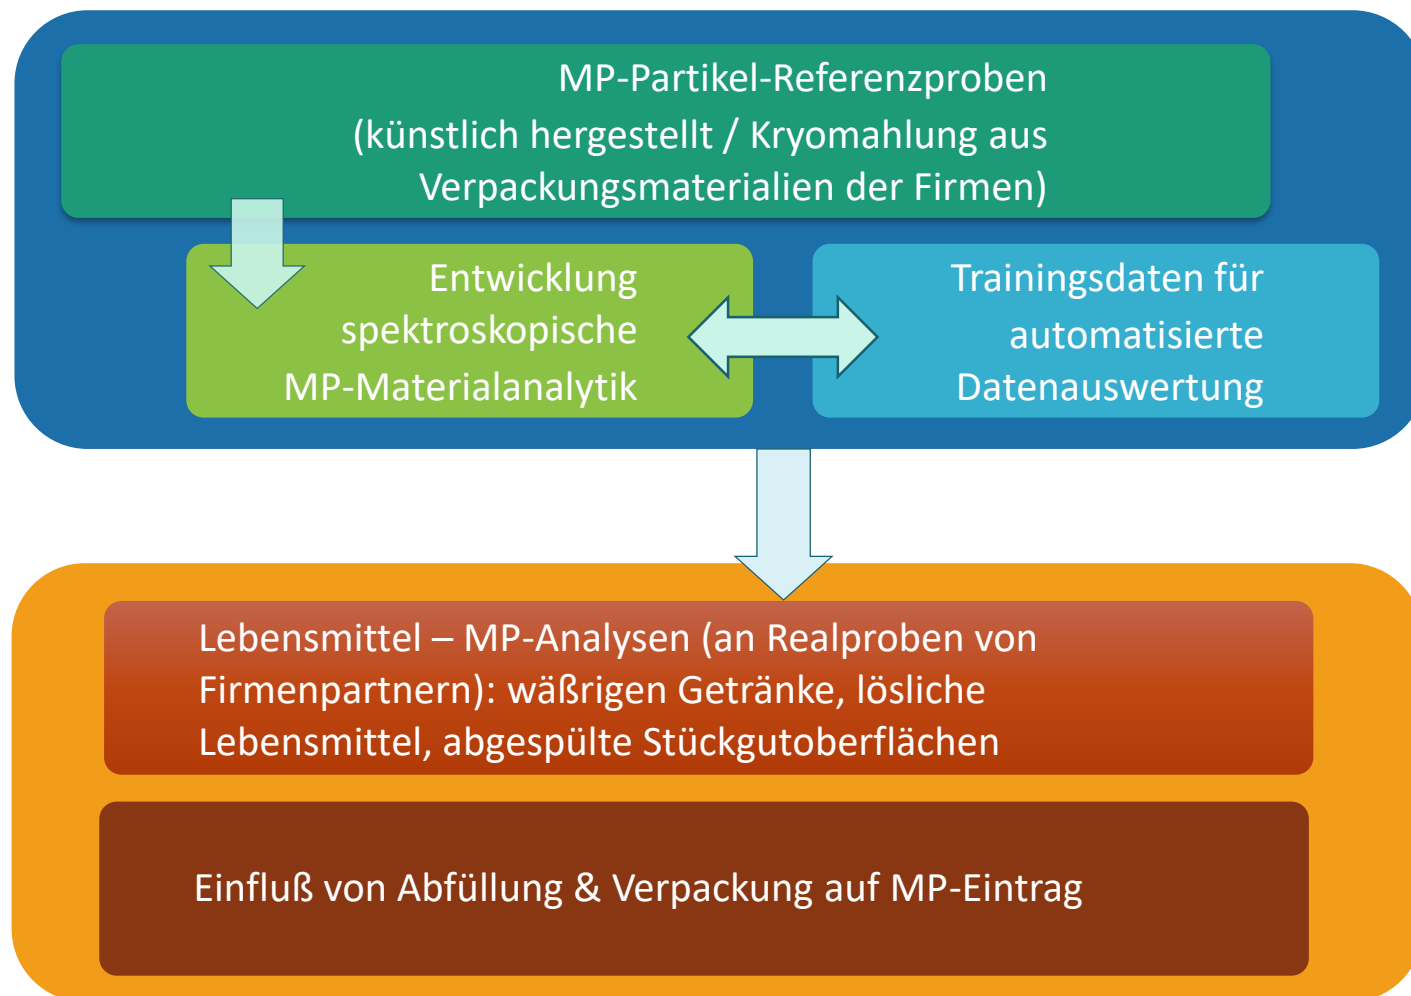 MP-Partikel-Referenzproben
(künstlich hergestellt / Kryomahlung aus
Verpackungsmaterialien der Firmen)
Entwicklung
spektroskopische
MP-Materialanalytik
Trainingsdaten für
automatisierte
Datenauswertung
Lebensmittel – MP-Analysen (an Realproben von
Firmenpartnern): wäßrigen Getränke, lösliche
Lebensmittel, abgespülte Stückgutoberflächen
Einfluß von Abfüllung & Verpackung auf MP-Eintrag